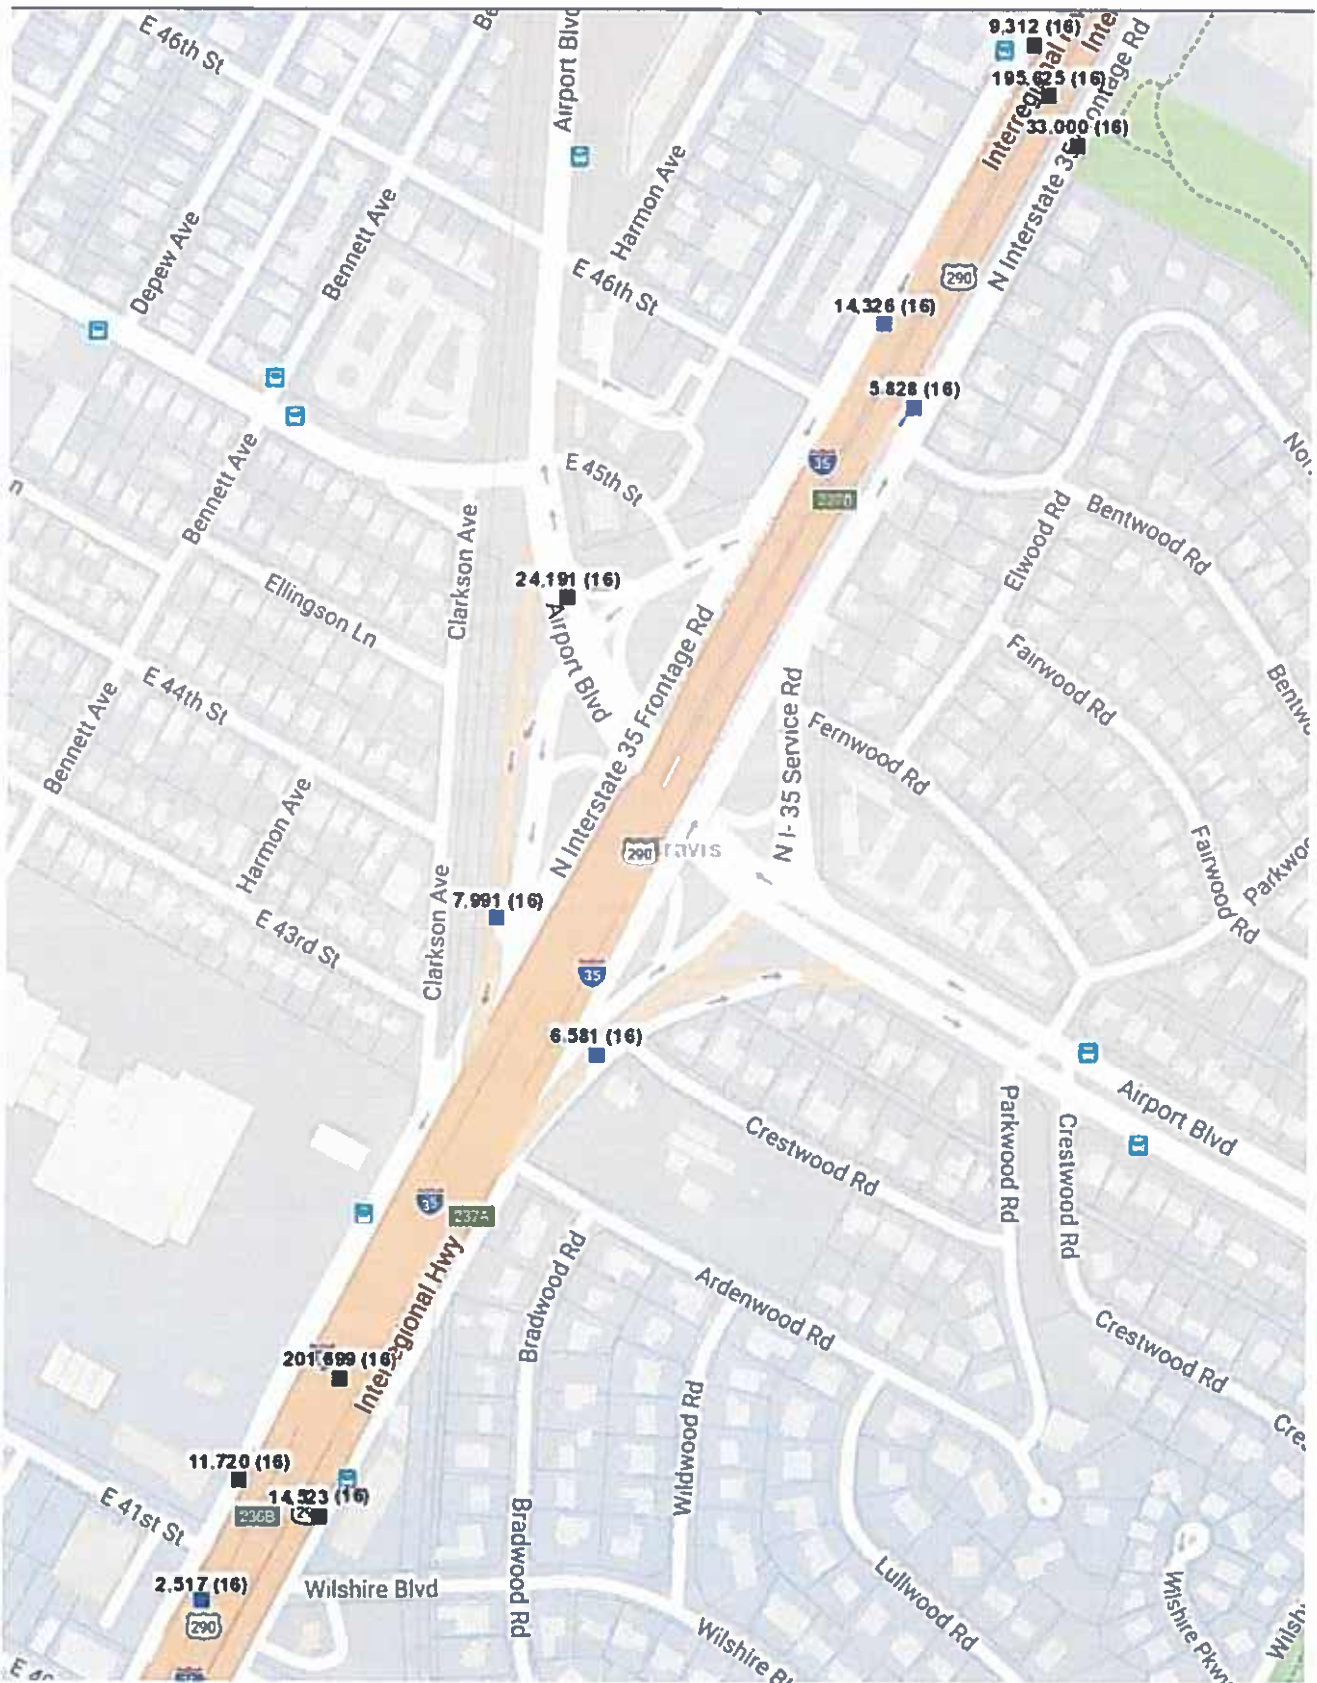 E 46th St
Airport Blvd
9,312 (16)
195,625 (16)
33,000 (16)
N Interstate 35 Frontage Rd
Harmon Ave
Depew Ave
Bennett Ave
E 46th St
290
14,326 (16)
5,828 (16)
35
E 45th St
Bennett Ave
Clarkson Ave
Elwood Rd
Bentwood Rd
24,191 (16)
Airport Blvd
Ellingson Ln
Fairwood Rd
E 44th St
Bennett Ave
N Interstate 35 Frontage Rd
N I-35 Service Rd
Fernwood Rd
Harmon Ave
290
Travis
Fairwood Rd
7,991 (16)
E 43rd St
Clarkson Ave
35
6,581 (16)
Airport Blvd
Parkwood Rd
Crestwood Rd
Crestwood Rd
35
237A
Interregional Hwy
Bradwood Rd
Ardenwood Rd
Crestwood Rd
201,699 (16)
Wildwood Rd
11,720 (16)
14,523 (16)
236B
E 41st St
Bradwood Rd
2,517 (16)
290
Wilshire Blvd
Lullwood Rd
Wilshire Pkwy